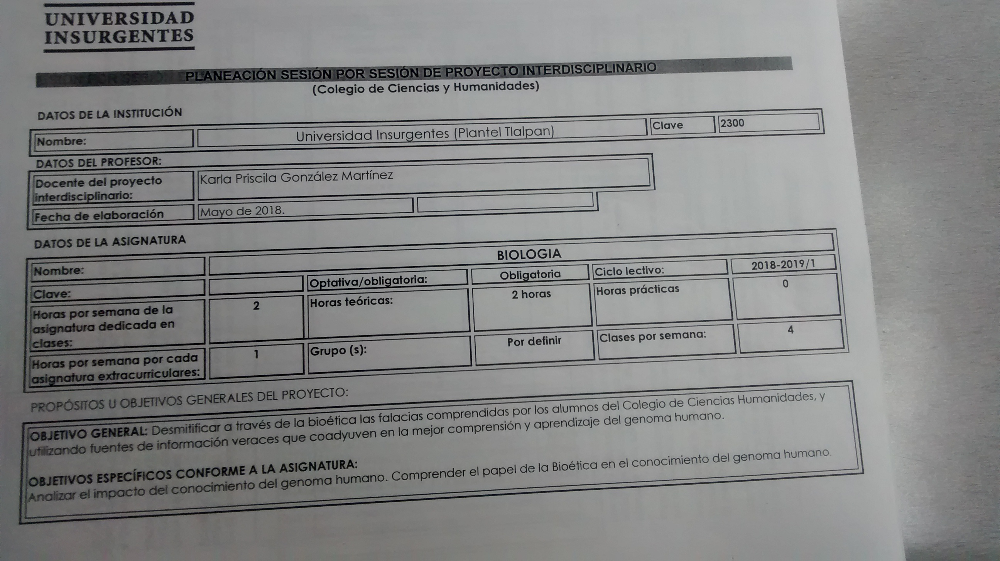 UNIVERSIDAD
INSURGENTES
PLANEACIÓN SESIÓN POR SESIÓN DE PROYECTO INTERDISCIPLINARIO
(Colegio de Ciencias y Humanidades)
DATOS DE LA INSTITUCIÓN
Nombre: Universidad Insurgentes (Plantel Tlalpan) Clave 2300
DATOS DEL PROFESOR:
Docente del proyecto
interdisciplinario: Karla Priscila González Martínez
Fecha de elaboración Mayo de 2018.
DATOS DE LA ASIGNATURA
Nombre: BIOLOGIA
Clave: Optativa/obligatoria: Obligatoria Ciclo lectivo: 2018-2019/1
Horas por semana de la
asignatura dedicada en
clases: 2 Horas teóricas: 2 horas Horas prácticas 0
Horas por semana por cada
asignatura extracurriculares: 1 Grupo (s): Por definir Clases por semana: 4
PROPÓSITOS U OBJETIVOS GENERALES DEL PROYECTO:
OBJETIVO GENERAL: Desmitificar a través de la bioética las falacias comprendidas por los alumnos del Colegio de Ciencias Humanidades, y
utilizando fuentes de información veraces que coadyuven en la mejor comprensión y aprendizaje del genoma humano.
OBJETIVOS ESPECÍFICOS CONFORME A LA ASIGNATURA:
Analizar el impacto del conocimiento del genoma humano. Comprender el papel de la Bioética en el conocimiento del genoma humano.